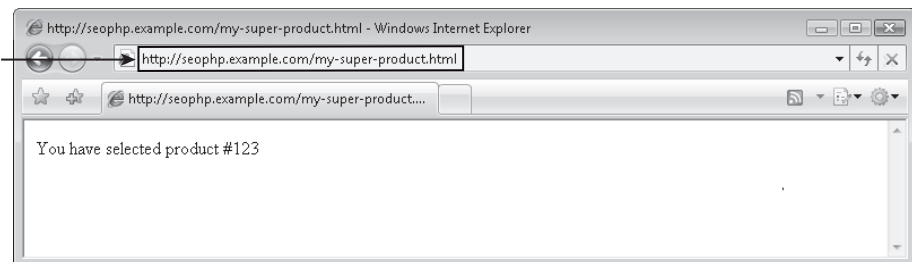 http://seophp.example.com/my-super-product.html - Windows Internet Explorer
http://seophp.example.com/my-super-product.html
http://seophp.example.com/my-super-product....
You have selected product #123